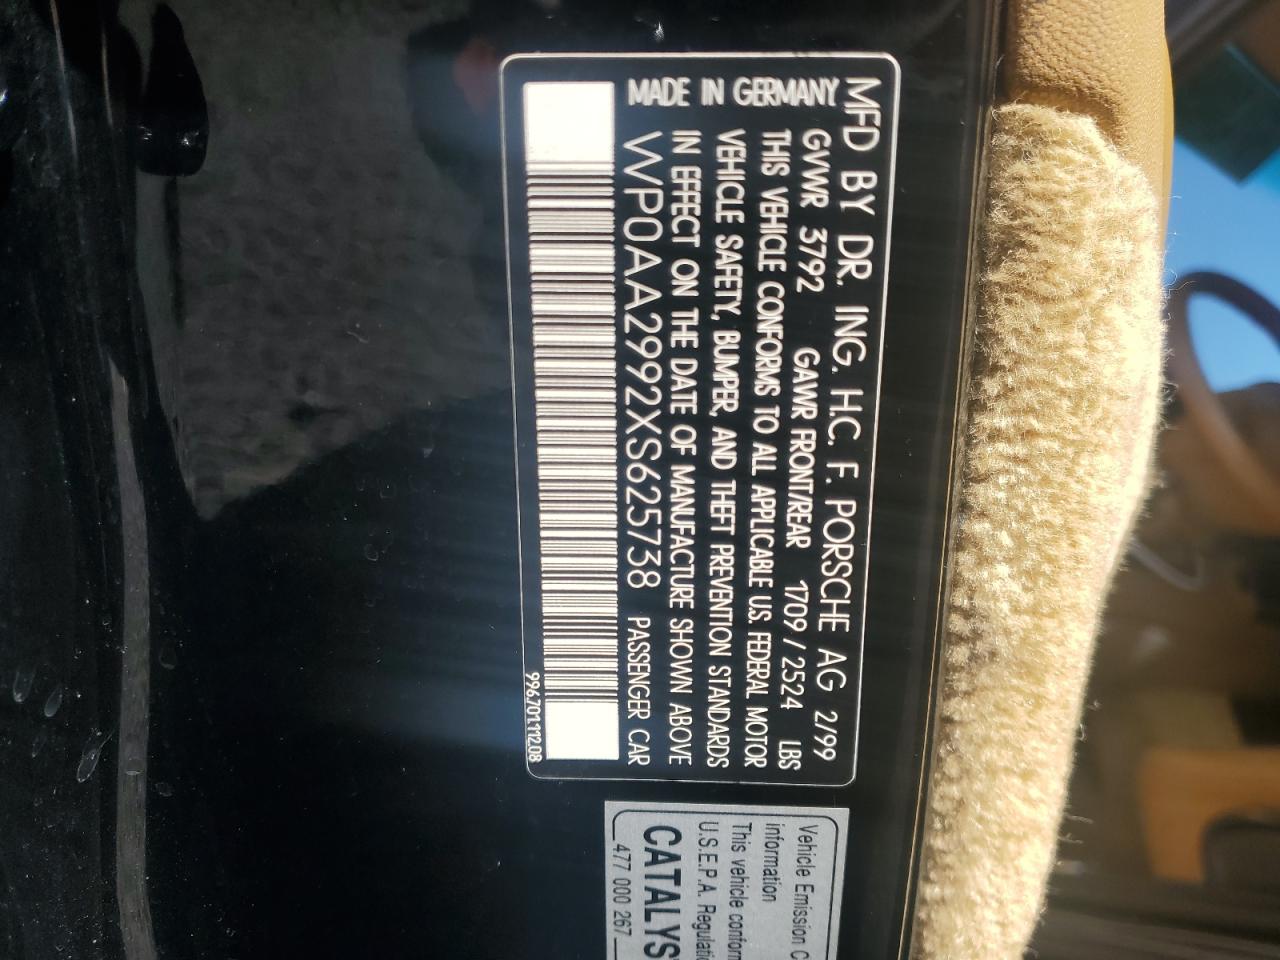 MFD BY DR. ING. H.C. F. PORSCHE AG 2/99
GVWR 3792 GAWR FRONT/REAR 1709 / 2524 LBS
THIS VEHICLE CONFORMS TO ALL APPLICABLE U.S. FEDERAL MOTOR
VEHICLE SAFETY, BUMPER, AND THEFT PREVENTION STANDARDS
IN EFFECT ON THE DATE OF MANUFACTURE SHOWN ABOVE
MADE IN GERMANY
WP0AA2992XS625738 PASSENGER CAR
996.701.112.08
Vehicle Emission C
information
This vehicle conform
U.S.E.P.A. Regulati
CATALYS
477 000 267